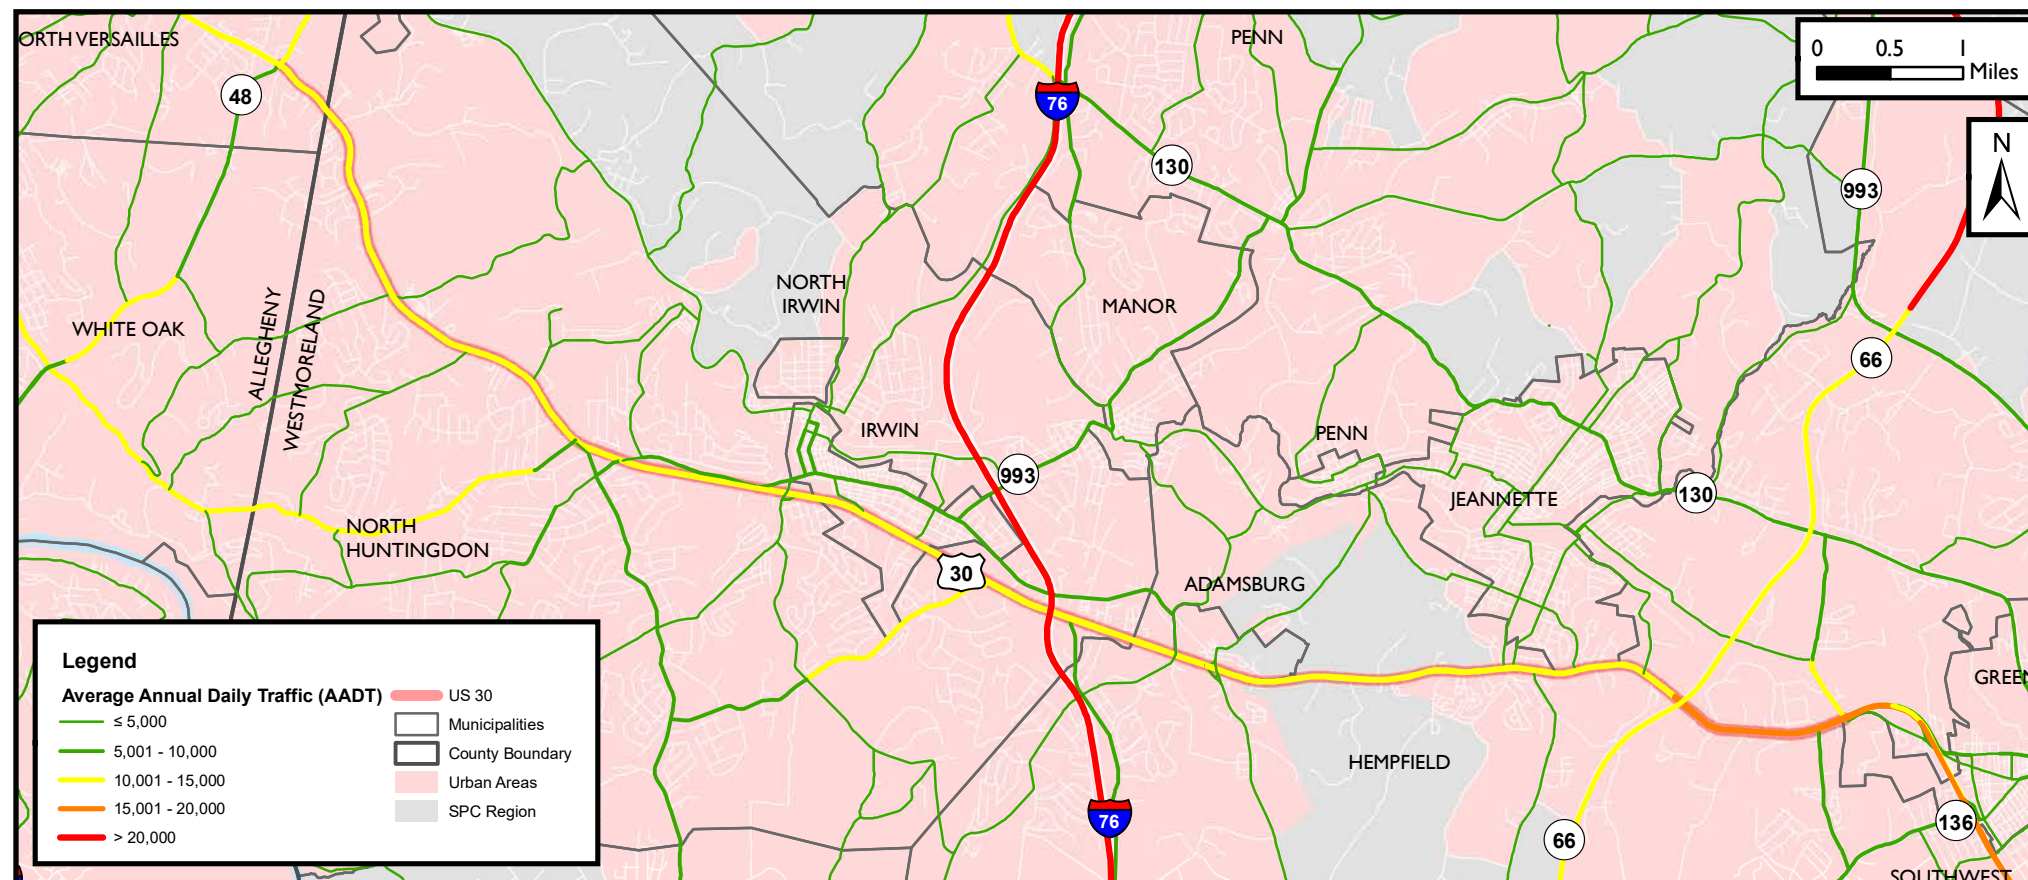 ORTH VERSAILLES
PENN
0 0.5 1
Miles
48
76
N
130
993
NORTH
IRWIN
MANOR
WHITE OAK
ALLEGHENY
WESTMORELAND
66
IRWIN
PENN
993
JEANNETTE
130
NORTH
HUNTINGDON
30
ADAMSBURG
GREEN
HEMPFIELD
76
66
136
SOUTHWEST
Legend
Average Annual Daily Traffic (AADT)
≤ 5,000
5,001 - 10,000
10,001 - 15,000
15,001 - 20,000
> 20,000
US 30
Municipalities
County Boundary
Urban Areas
SPC Region